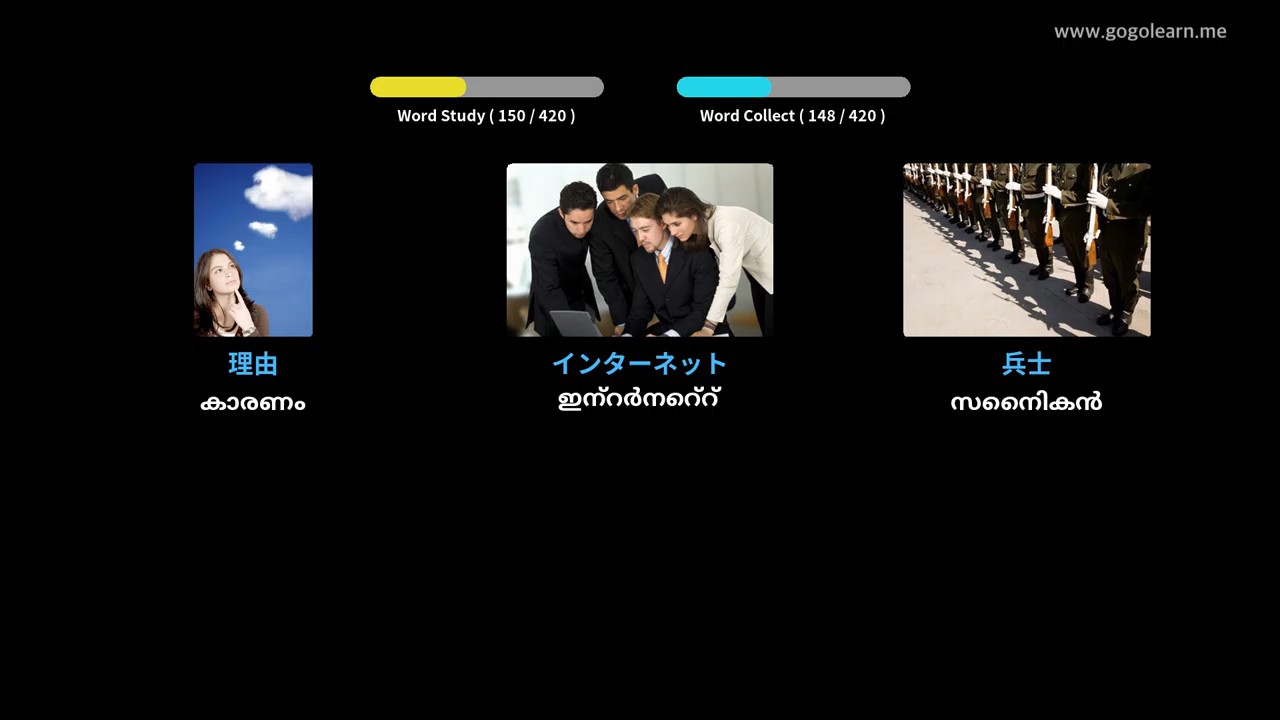 www.gogolearn.me
Word Study ( 150 / 420 )
Word Collect ( 148 / 420 )
理由
インターネット
兵士
കാരണം
ഇന്റർനെറ്റ്
സൈനികൻ